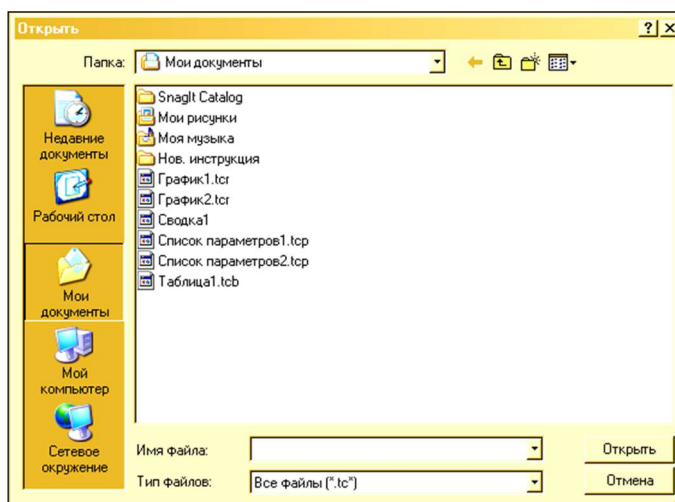 Открыть
Папка:
Мои документы
Недавние
документы
Рабочий стол
Мои
документы
Мой
компьютер
Сетевое
окружение
SnagIt Catalog
Мои рисунки
Моя музыка
Нов. инструкция
График1.tcr
График2.tcr
Сводка1
Список параметров1.tcp
Список параметров2.tcp
Таблица1.tcb
Имя файла:
Открыть
Тип файлов:
Все файлы (*.tc*)
Отмена